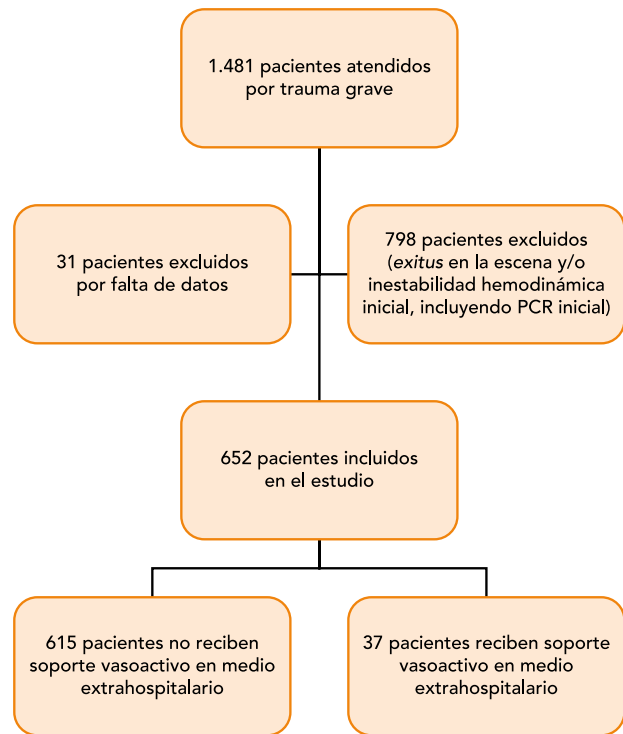 1.481 pacientes atendidos
por trauma grave
31 pacientes excluidos
por falta de datos
798 pacientes excluidos
(exitus en la escena y/o
inestabilidad hemodinámica
inicial, incluyendo PCR inicial)
652 pacientes incluidos
en el estudio
615 pacientes no reciben
soporte vasoactivo en medio
extrahospitalario
37 pacientes reciben soporte
vasoactivo en medio
extrahospitalario